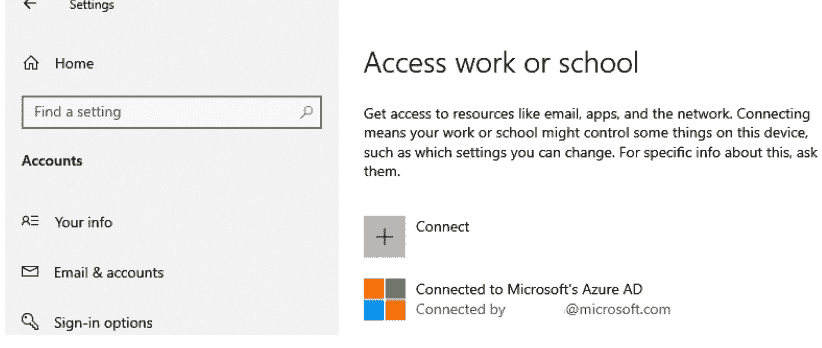 Settings
Home
Find a setting
Accounts
Your info
Email & accounts
Sign-in options
Access work or school
Get access to resources like email, apps, and the network. Connecting
means your work or school might control some things on this device,
such as which settings you can change. For specific info about this, ask
them.
Connect
Connected to Microsoft's Azure AD
Connected by @microsoft.com